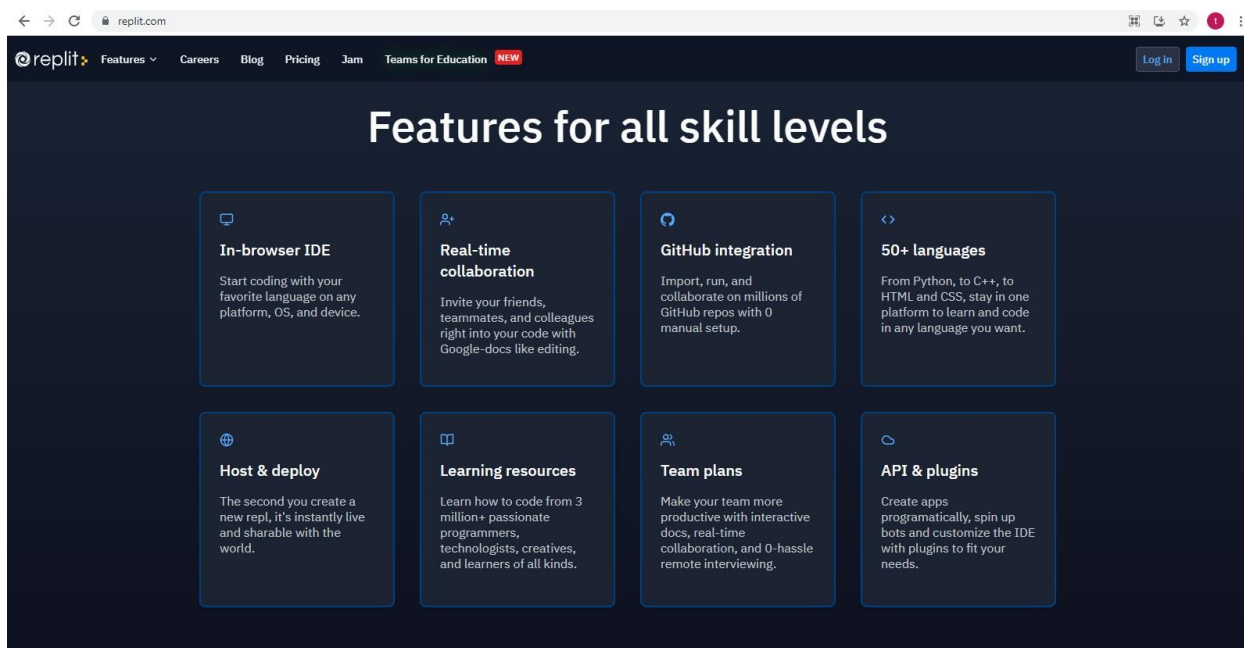 replit.com
t
replit
Features
Careers
Blog
Pricing
Jam
Teams for Education
NEW
Log in
Sign up
Features for all skill levels
In-browser IDE
Start coding with your
favorite language on any
platform, OS, and device.
Real-time
collaboration
Invite your friends,
teammates, and colleagues
right into your code with
Google-docs like editing.
GitHub integration
Import, run, and
collaborate on millions of
GitHub repos with 0
manual setup.
50+ languages
From Python, to C++, to
HTML and CSS, stay in one
platform to learn and code
in any language you want.
Host & deploy
The second you create a
new repl, it's instantly live
and sharable with the
world.
Learning resources
Learn how to code from 3
million+ passionate
programmers,
technologists, creatives,
and learners of all kinds.
Team plans
Make your team more
productive with interactive
docs, real-time
collaboration, and 0-hassle
remote interviewing.
API & plugins
Create apps
programatically, spin up
bots and customize the IDE
with plugins to fit your
needs.